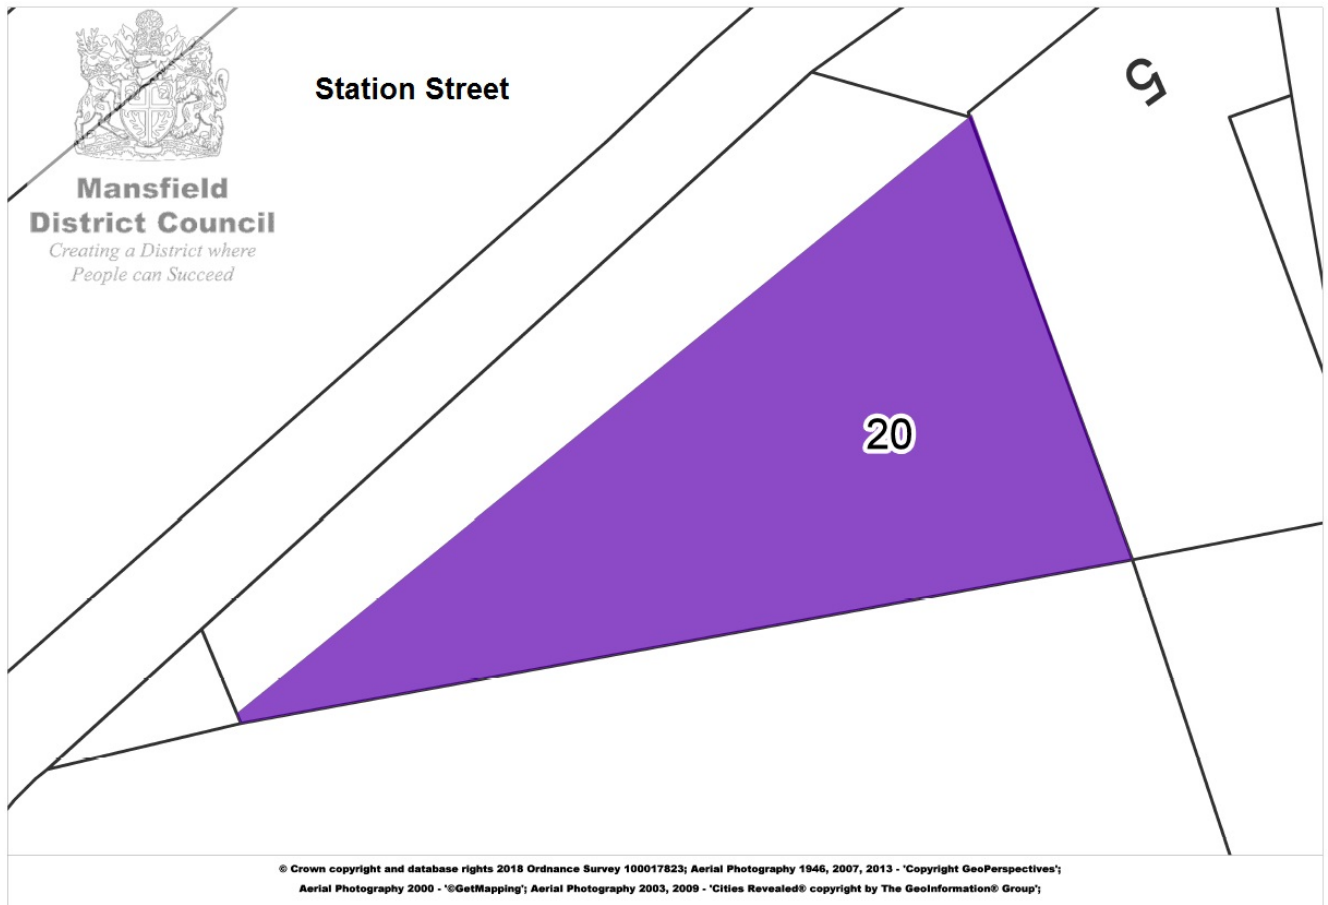 Station Street
5
Mansfield
District Council
Creating a District where
People can Succeed
20
© Crown copyright and database rights 2018 Ordnance Survey 100017823; Aerial Photography 1946, 2007, 2013 - 'Copyright GeoPerspectives';
Aerial Photography 2000 - '©GetMapping'; Aerial Photography 2003, 2009 - 'Cities Revealed® copyright by The GeoInformation® Group';